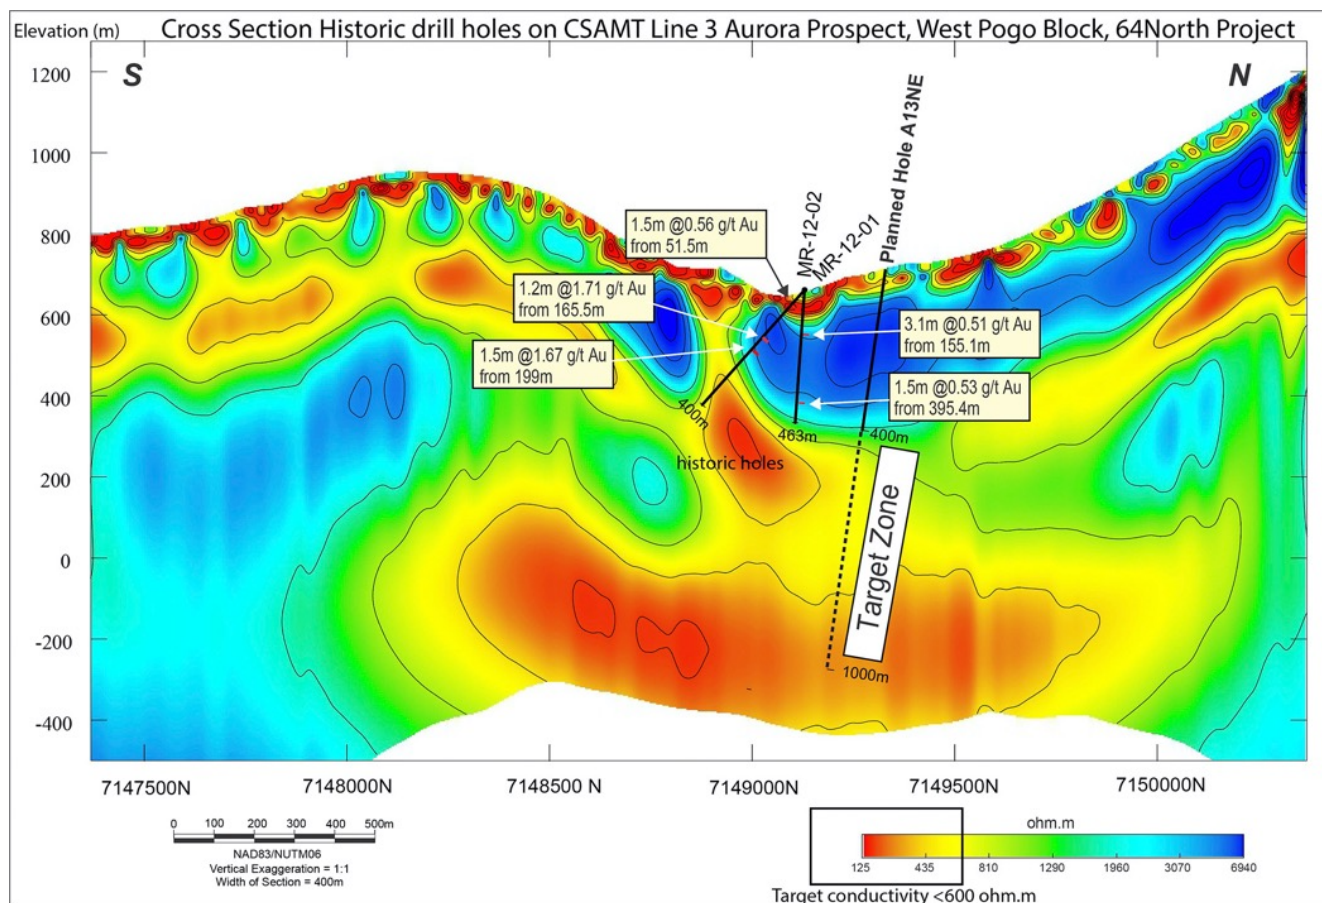 Cross Section Historic drill holes on CSAMT Line 3 Aurora Prospect, West Pogo Block, 64North Project
Elevation (m)
S
N
1200
1000
800
600
400
200
0
-200
-400
Planned Hole A13NE
MR-12-02
MR-12-01
1.5m @0.56 g/t Au
from 51.5m
1.2m @1.71 g/t Au
from 165.5m
1.5m @1.67 g/t Au
from 199m
3.1m @0.51 g/t Au
from 155.1m
1.5m @0.53 g/t Au
from 395.4m
400m
463m
400m
historic holes
Target Zone
1000m
7147500N
7148000N
7148500 N
7149000N
7149500N
7150000N
0 100 200 300 400 500m
NAD83/NUTM06
Vertical Exaggeration = 1:1
Width of Section = 400m
ohm.m
125 435 810 1290 1960 3070 6940
Target conductivity <600 ohm.m